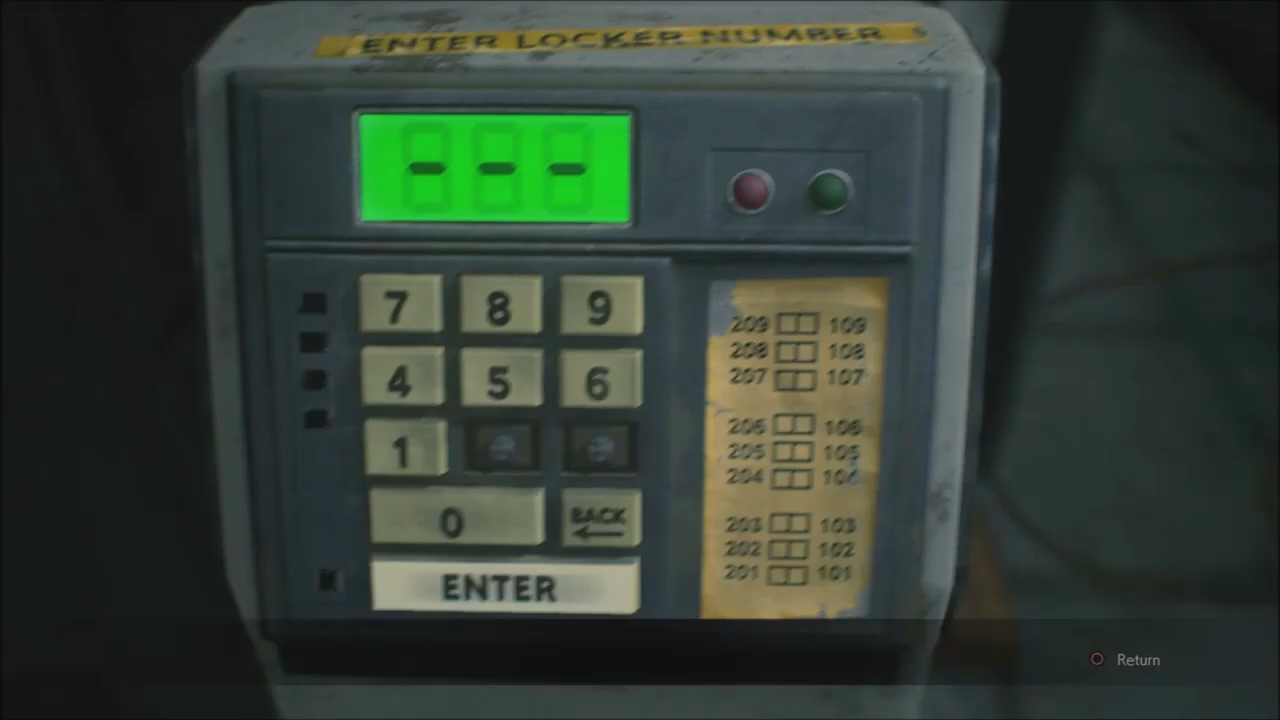 ENTER LOCKER NUMBER
- - -
7 8 9
4 5 6
1
0 BACK
ENTER
209 109
208 108
207 107
206 106
205 105
204 104
203 103
202 102
201 101
Return